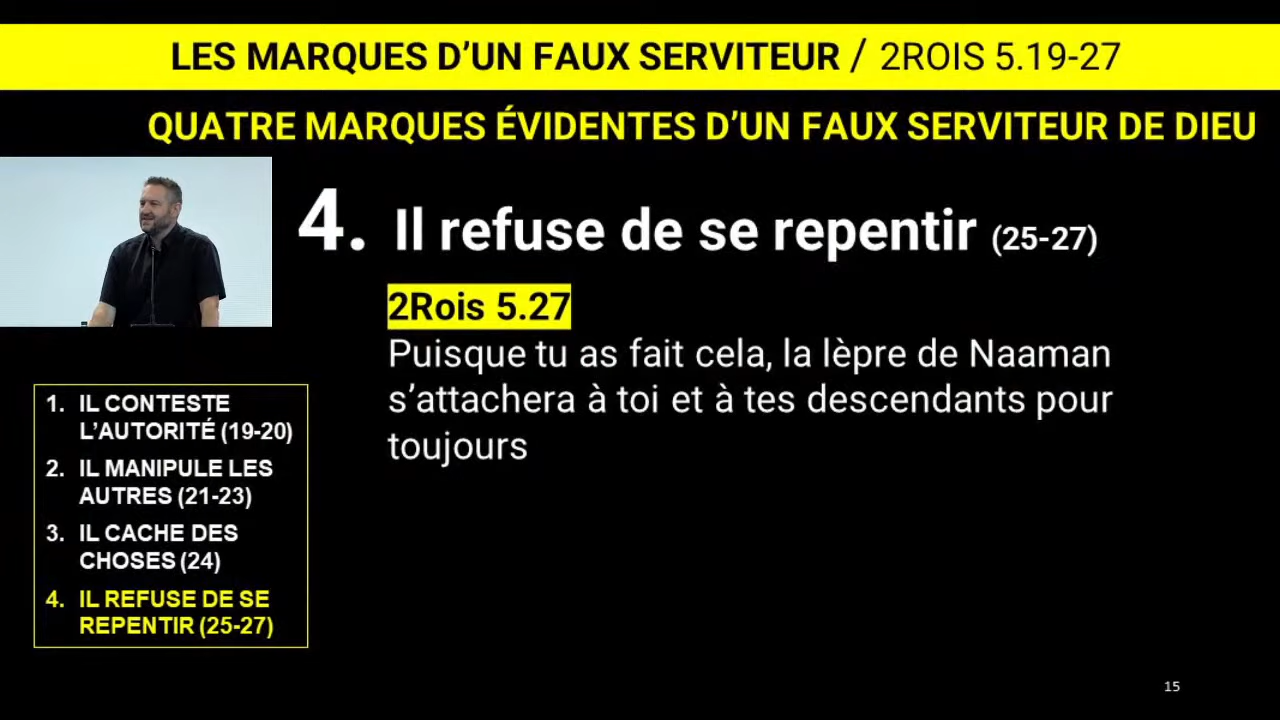 LES MARQUES D’UN FAUX SERVITEUR / 2ROIS 5.19-27
QUATRE MARQUES ÉVIDENTES D’UN FAUX SERVITEUR DE DIEU
4. Il refuse de se repentir (25-27)
2Rois 5.27
Puisque tu as fait cela, la lèpre de Naaman
s’attachera à toi et à tes descendants pour
toujours
1. IL CONTESTE
L’AUTORITÉ (19-20)
2. IL MANIPULE LES
AUTRES (21-23)
3. IL CACHE DES
CHOSES (24)
4. IL REFUSE DE SE
REPENTIR (25-27)
15